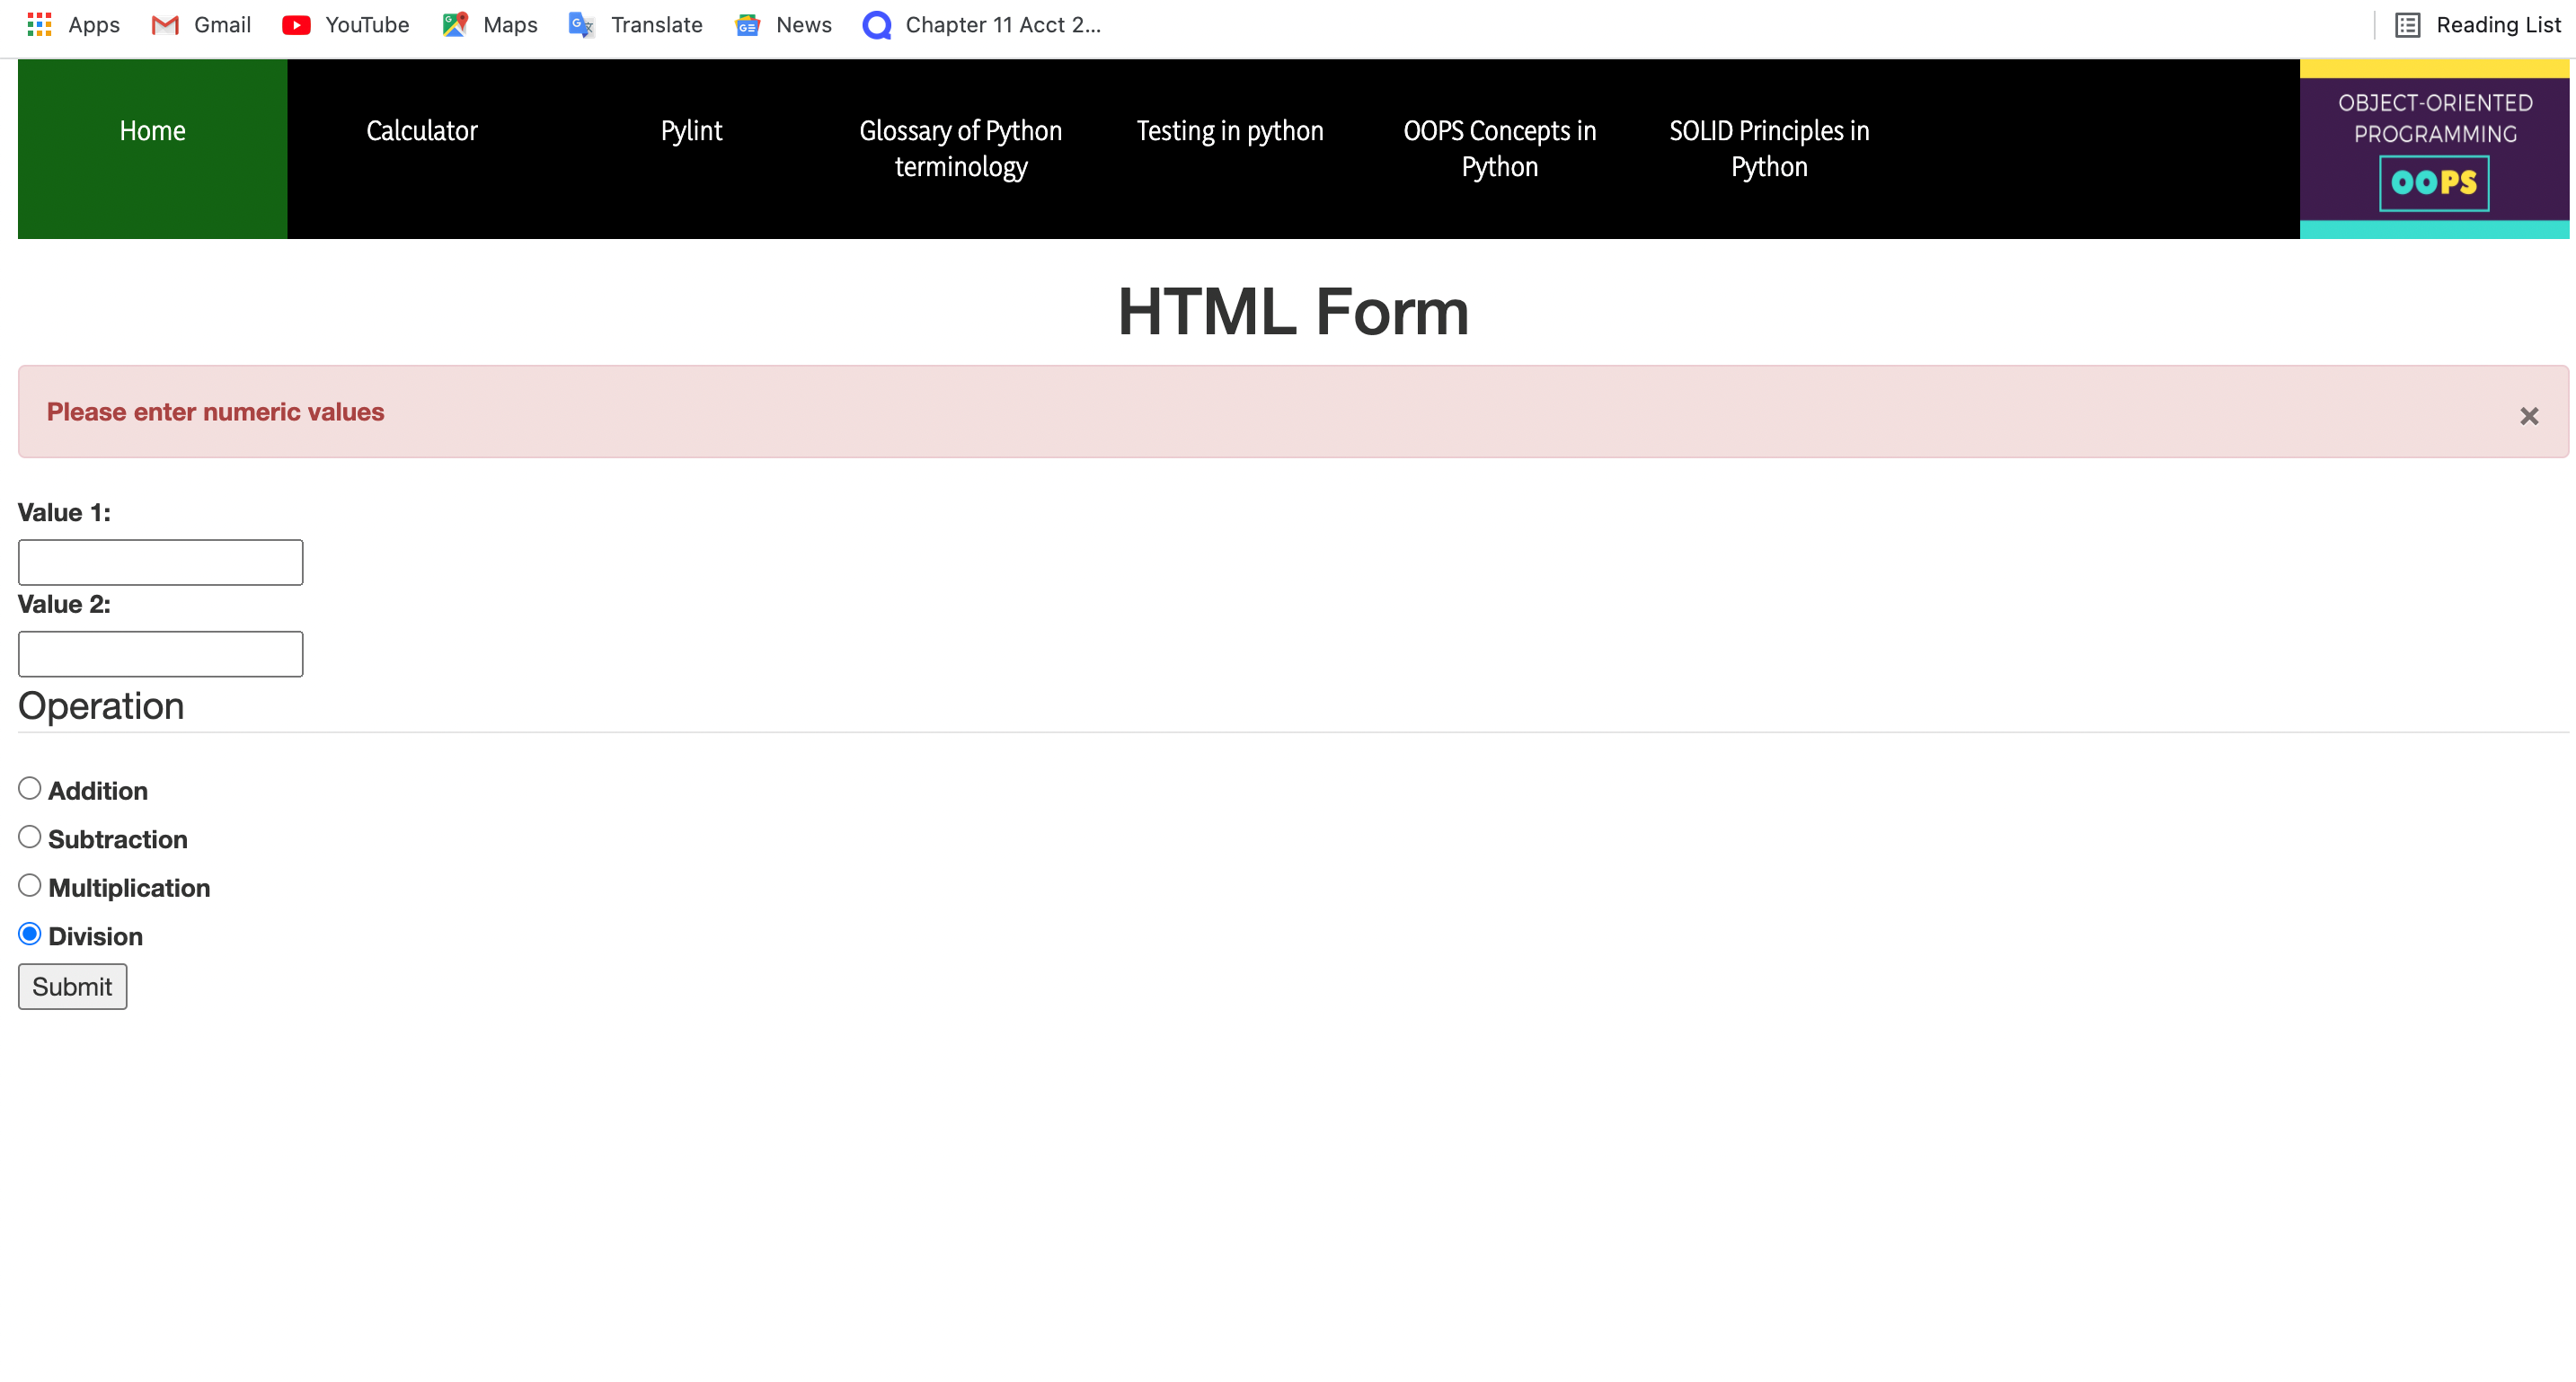 Apps Gmail YouTube Maps Translate News Chapter 11 Acct 2... Reading List
Home
Calculator
Pylint
Glossary of Python
terminology
Testing in python
OOPS Concepts in
Python
SOLID Principles in
Python
OBJECT-ORIENTED
PROGRAMMING
OOPS
HTML Form
Please enter numeric values ×
Value 1:
Value 2:
Operation
Addition
Subtraction
Multiplication
Division
Submit